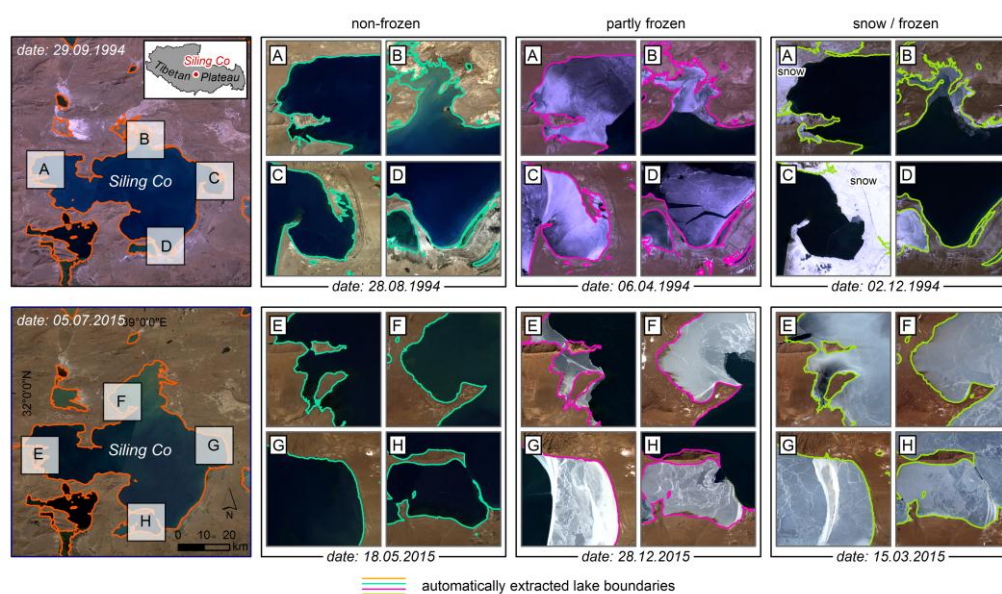 non-frozen
partly frozen
snow / frozen
date: 29.09.1994
Siling Co
Tibetan Plateau
A
B
C
D
Siling Co
A
B
C
D
date: 28.08.1994
A
B
C
D
date: 06.04.1994
A
snow
B
C
snow
D
date: 02.12.1994
date: 05.07.2015
89°0'0"E
32°0'0"N
E
F
G
H
Siling Co
N
0 10 20
km
E
F
G
H
date: 18.05.2015
E
F
G
H
date: 28.12.2015
E
F
G
H
date: 15.03.2015
automatically extracted lake boundaries